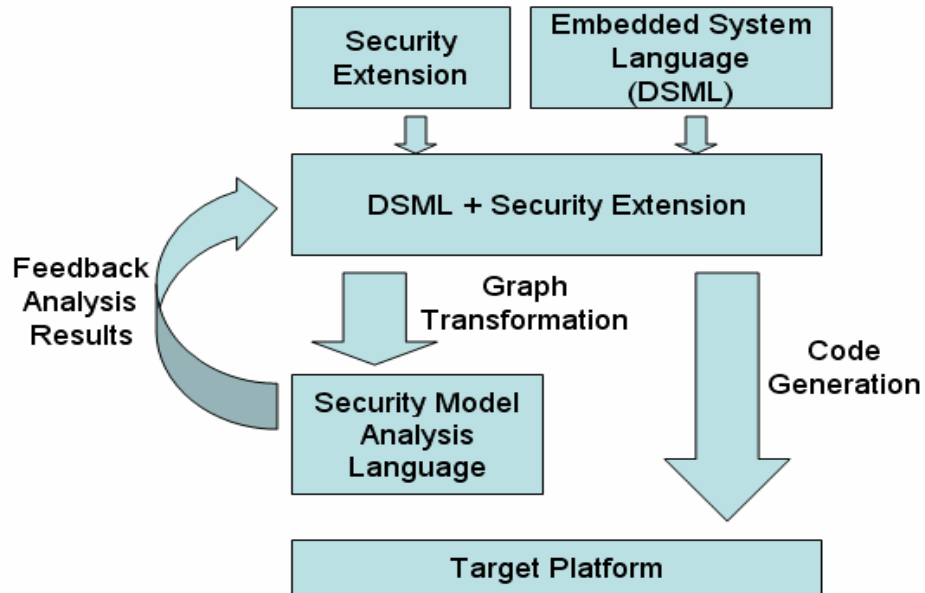 Security
Extension
Embedded System
Language
(DSML)
DSML + Security Extension
Feedback
Analysis
Results
Graph
Transformation
Code
Generation
Security Model
Analysis
Language
Target Platform